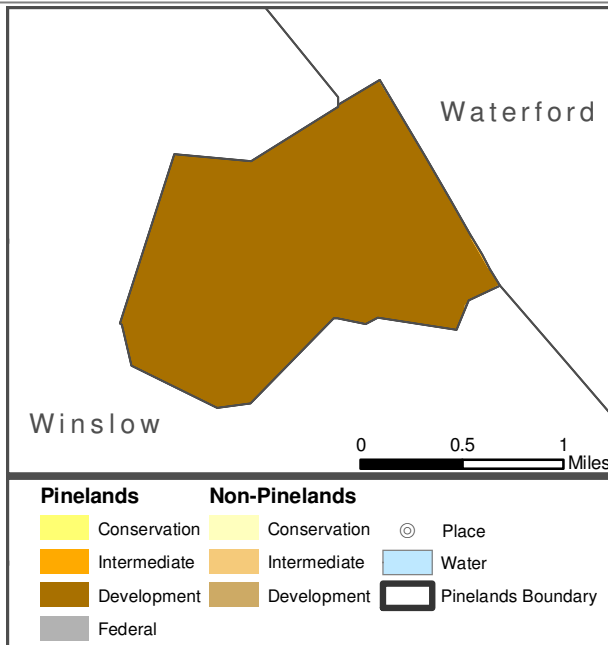 Waterford
Winslow
0 0.5 1
Miles
Pinelands Non-Pinelands
Conservation Conservation Place
Intermediate Intermediate Water
Development Development Pinelands Boundary
Federal